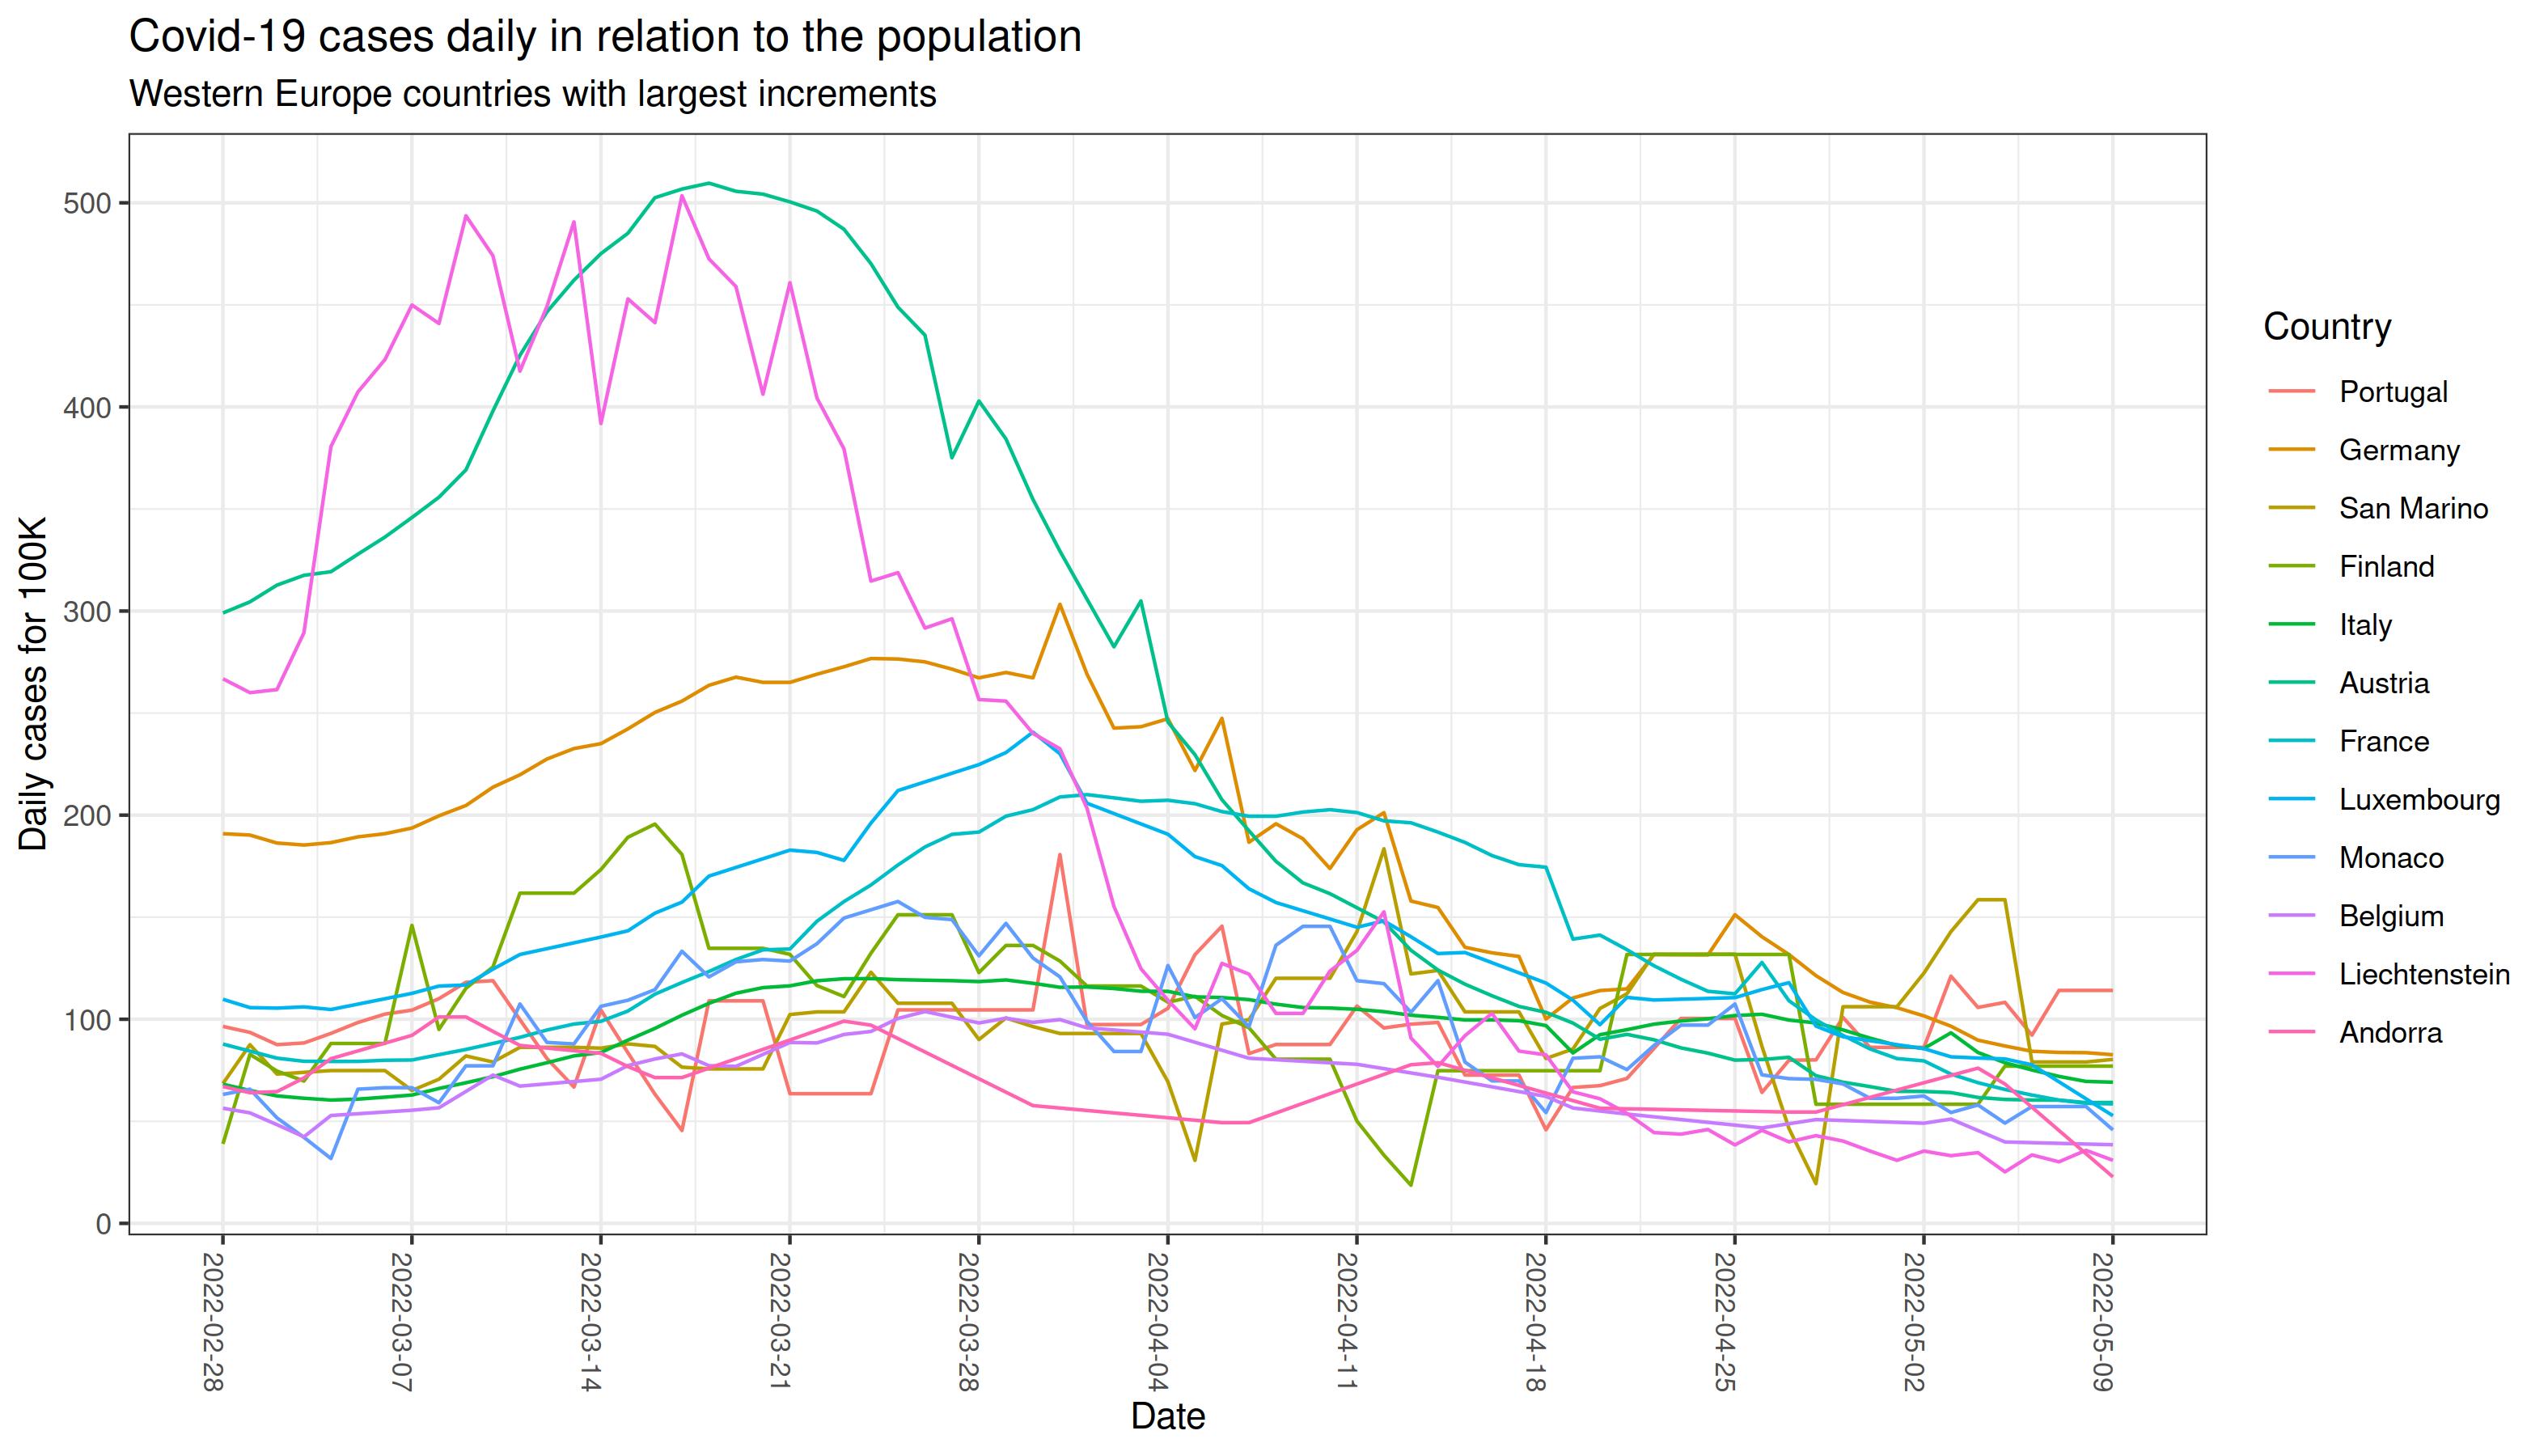 Covid-19 cases daily in relation to the population
Western Europe countries with largest increments
Daily cases for 100K
500
400
300
200
100
0
2022-02-28
2022-03-07
2022-03-14
2022-03-21
2022-03-28
2022-04-04
2022-04-11
2022-04-18
2022-04-25
2022-05-02
2022-05-09
Date
Country
Portugal
Germany
San Marino
Finland
Italy
Austria
France
Luxembourg
Monaco
Belgium
Liechtenstein
Andorra